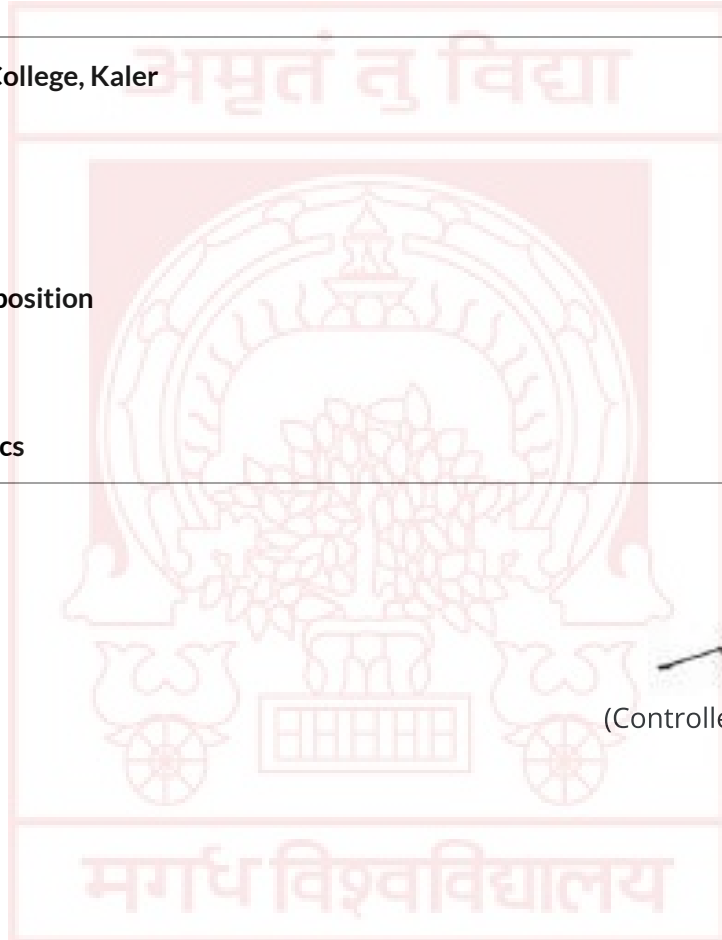 अमृतं तु विद्या
College, Kaler
position
cs
(Controlle
मगध विश्वविद्यालय